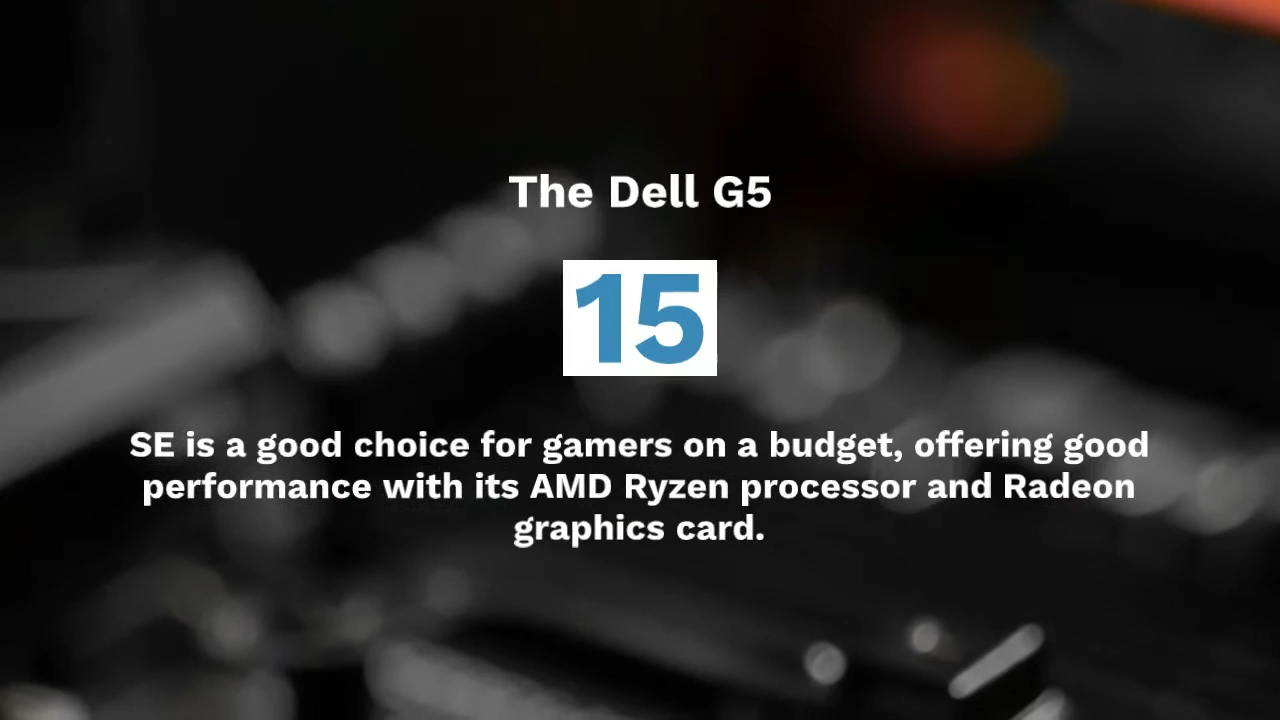 The Dell G5
15
SE is a good choice for gamers on a budget, offering good
performance with its AMD Ryzen processor and Radeon
graphics card.